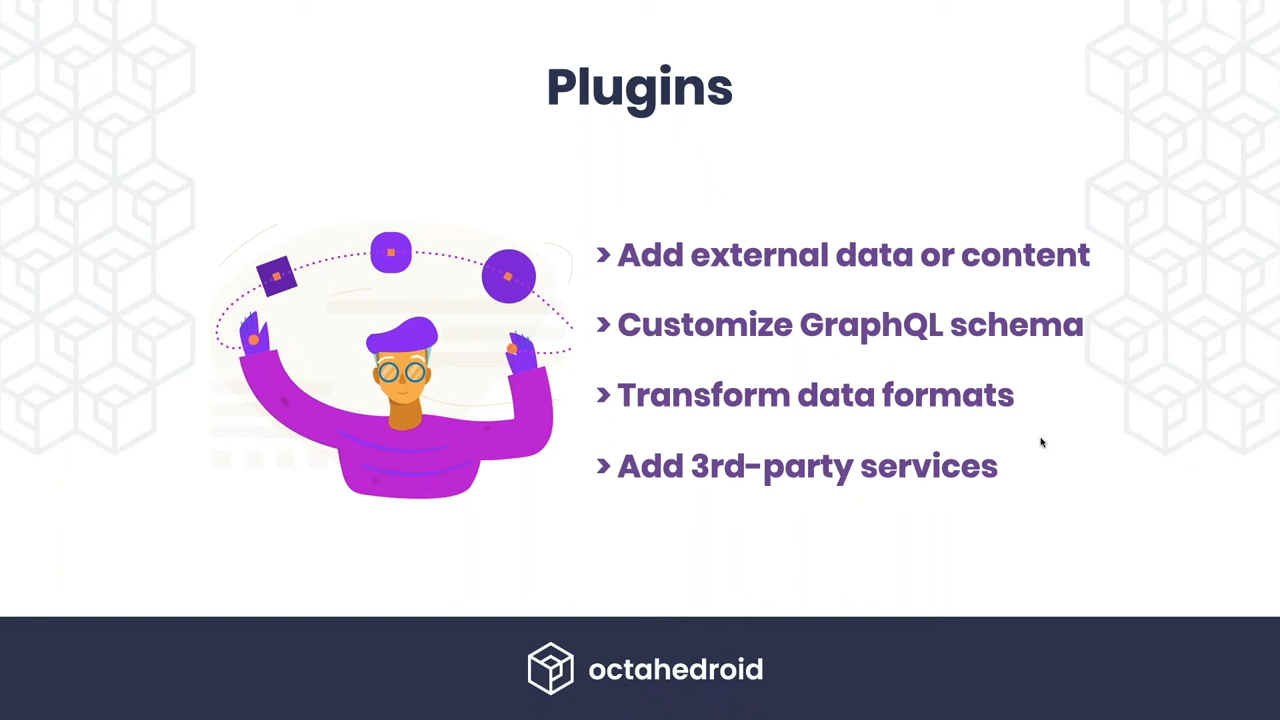 Plugins
> Add external data or content
> Customize GraphQL schema
> Transform data formats
> Add 3rd-party services
octahedroid